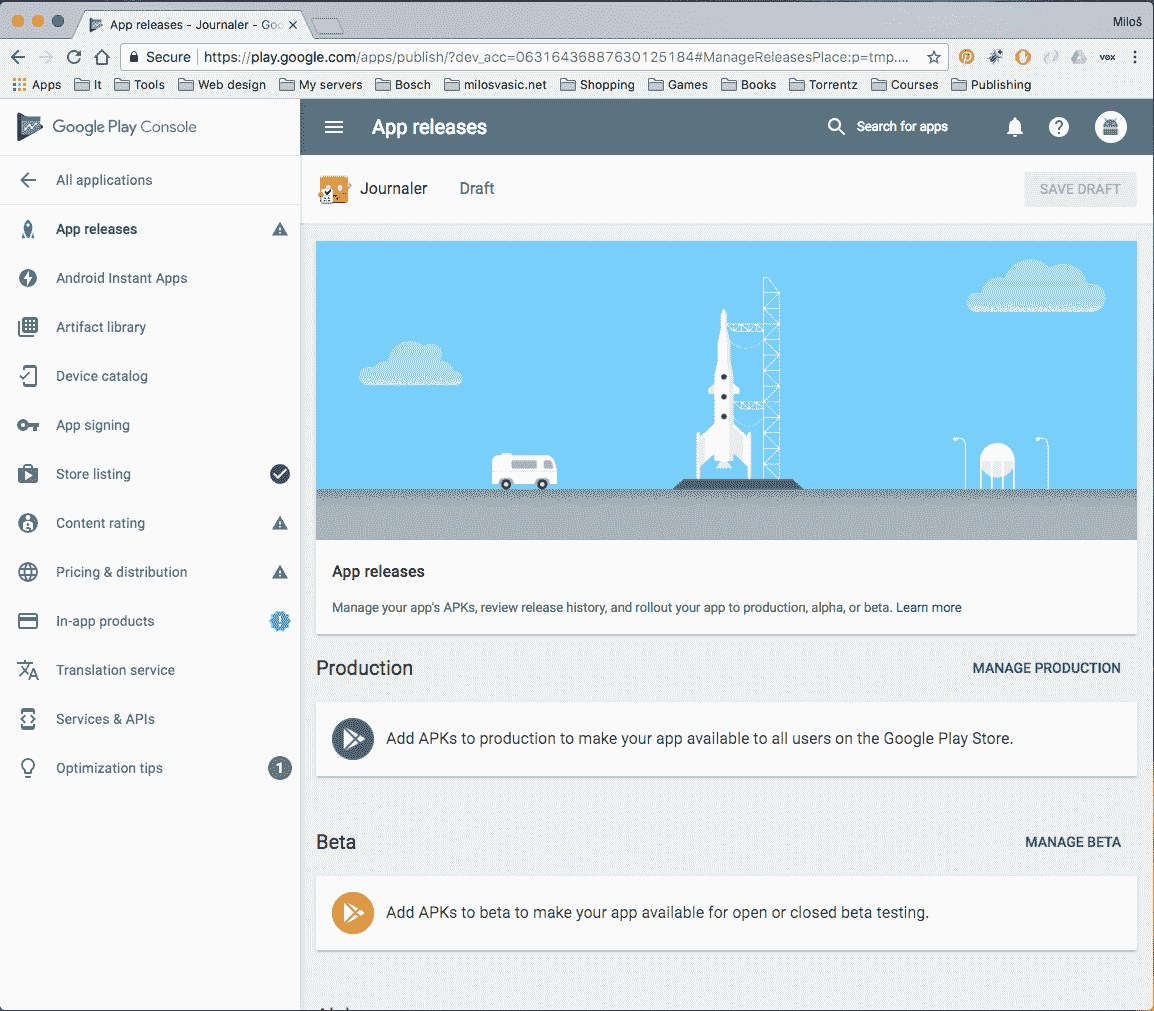 App releases - Journaler - Goo
Miloš
Secure
https://play.google.com/apps/publish/?dev_acc=06316436887630125184#ManageReleasesPlace:p=tmp....
vox
Apps It Tools Web design My servers Bosch milosvasic.net Shopping Games Books Torrentz Courses Publishing
Google Play Console
App releases
Search for apps
All applications
Journaler
Draft
SAVE DRAFT
App releases
Android Instant Apps
Artifact library
Device catalog
App signing
Store listing
Content rating
Pricing & distribution
In-app products
Translation service
Services & APIs
Optimization tips
1
App releases
Manage your app's APKs, review release history, and rollout your app to production, alpha, or beta. Learn more
Production
MANAGE PRODUCTION
Add APKs to production to make your app available to all users on the Google Play Store.
Beta
MANAGE BETA
Add APKs to beta to make your app available for open or closed beta testing.